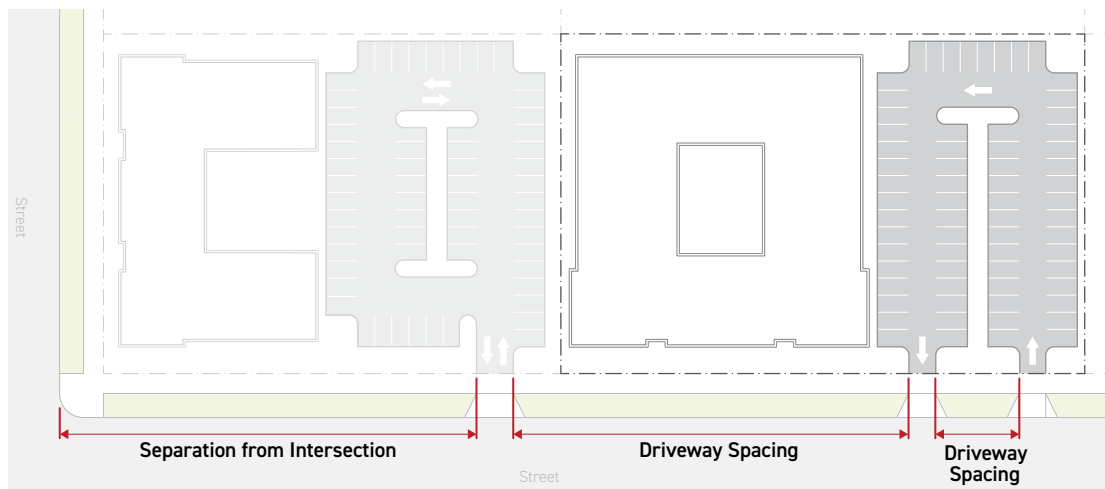 Street
Separation from Intersection
Driveway Spacing
Driveway
Spacing
Street